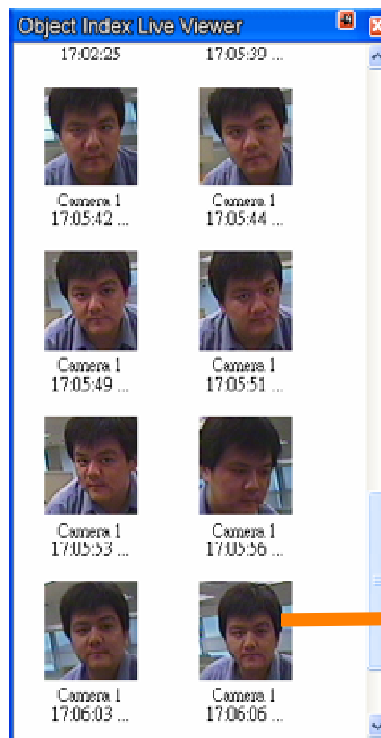 Object Index Live Viewer
17:02:25 17:05:39 ...
Camera 1 Camera 1
17:05:42 ... 17:05:44 ...
Camera 1 Camera 1
17:05:49 ... 17:05:51 ...
Camera 1 Camera 1
17:05:53 ... 17:05:56 ...
Camera 1 Camera 1
17:06:03 ... 17:06:06 ...